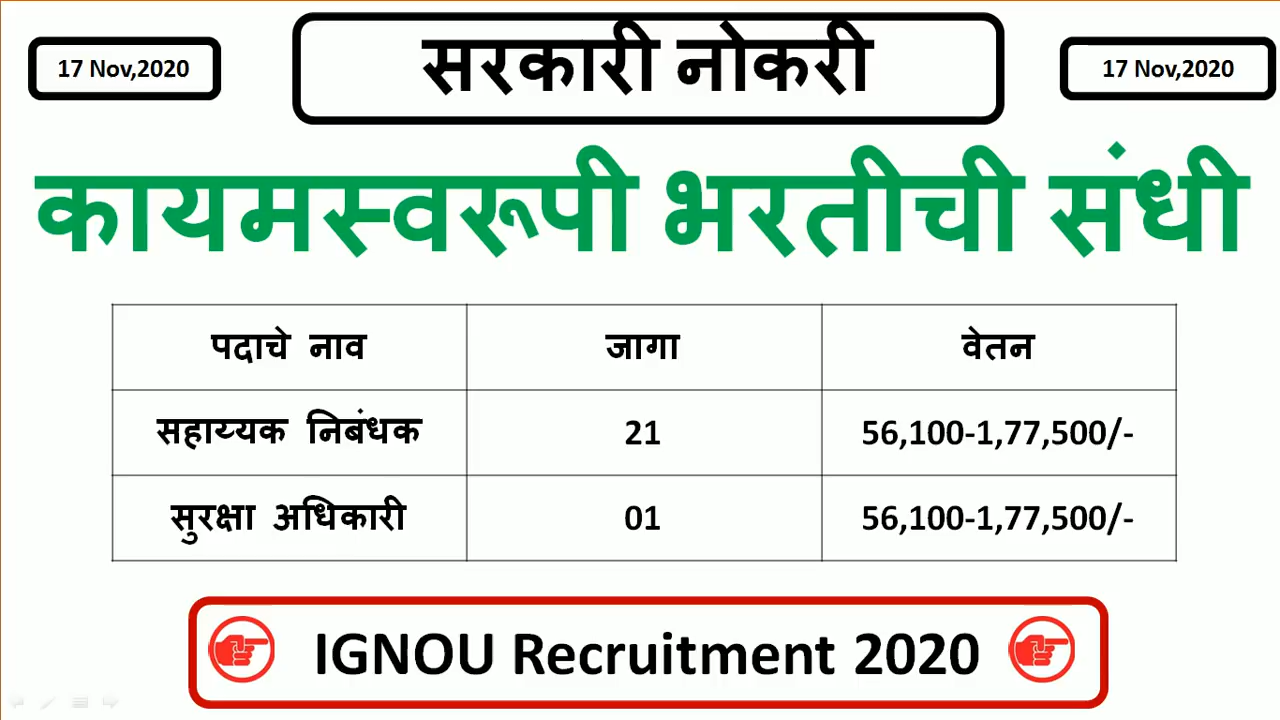 17 Nov,2020
सरकारी नोकरी
17 Nov,2020
कायमस्वरूपी भरतीची संधी
पदाचे नाव जागा वेतन
सहाय्यक निबंधक 21 56,100-1,77,500/-
सुरक्षा अधिकारी 01 56,100-1,77,500/-
IGNOU Recruitment 2020